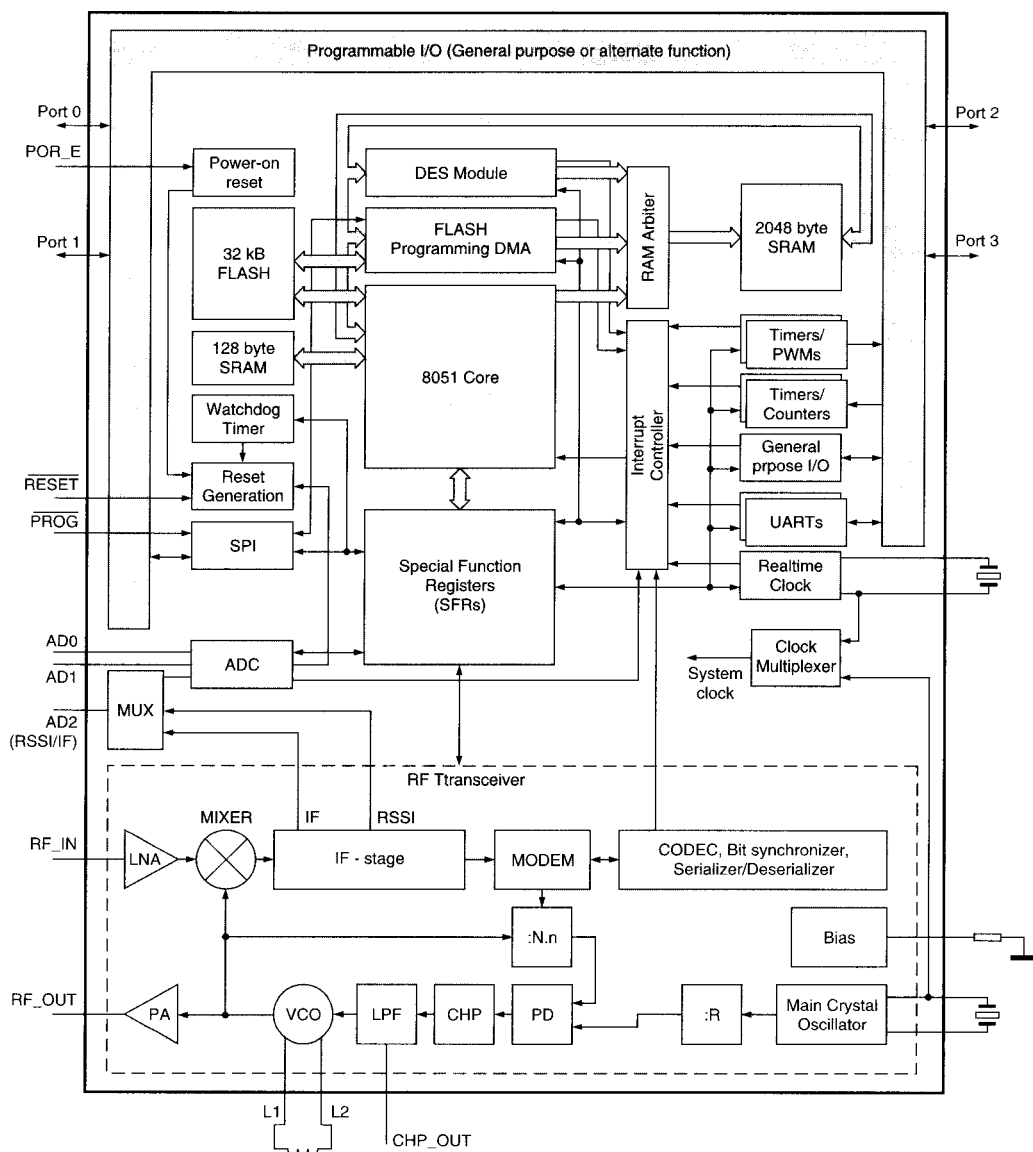 Programmable I/O (General purpose or alternate function)
Port 0
Port 2
POR_E
Power-on
reset
DES Module
RAM Arbiter
2048 byte
SRAM
Port 1
Port 3
32 kB
FLASH
FLASH
Programming DMA
128 byte
SRAM
8051 Core
Interrupt
Controller
Timers/
PWMs
Timers/
Counters
Watchdog
Timer
General
prpose I/O
RESET
Reset
Generation
PROG
SPI
UARTs
Special Function
Registers
(SFRs)
Realtime
Clock
AD0
AD1
ADC
Clock
Multiplexer
System
clock
MUX
AD2
(RSSI/IF)
RF Ttransceiver
MIXER
IF
RSSI
RF_IN
LNA
IF - stage
MODEM
CODEC, Bit synchronizer,
Serializer/Deserializer
:N.n
Bias
RF_OUT
PA
VCO
LPF
CHP
PD
:R
Main Crystal
Oscillator
L1
L2
CHP_OUT